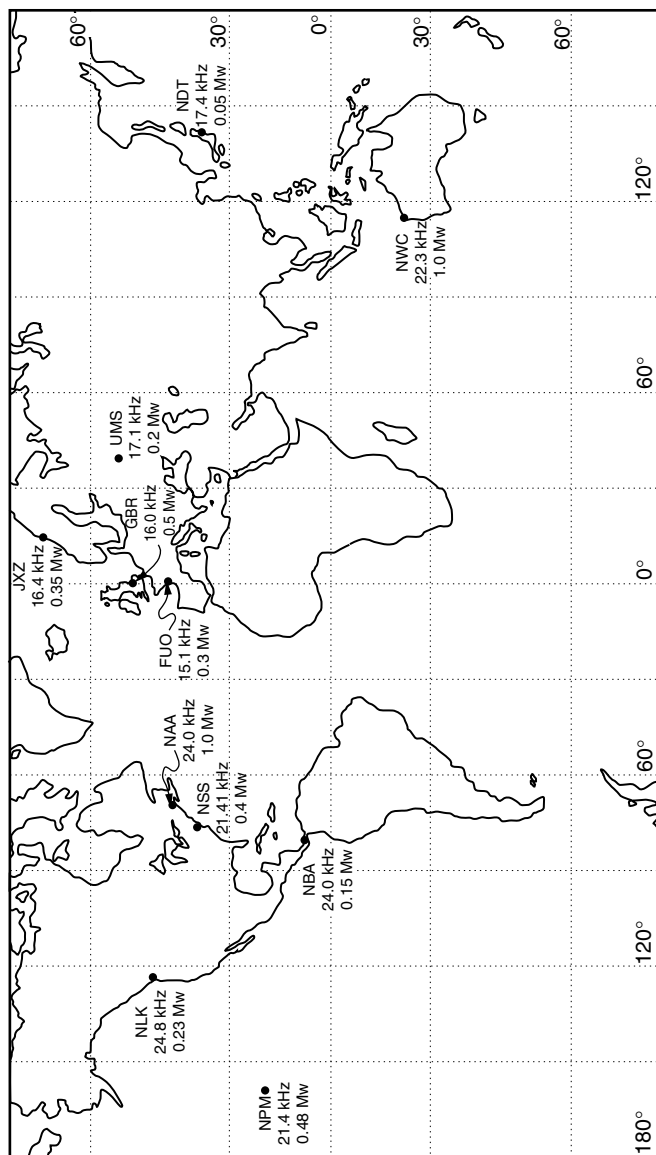 60°
30°
0°
30°
60°
180°
120°
60°
0°
60°
120°
JXZ
16.4 kHz
0.35 Mw
GBR
16.0 kHz
0.5 Mw
UMS
17.1 kHz
0.2 Mw
NDT
17.4 kHz
0.05 Mw
FUO
15.1 kHz
0.3 Mw
NAA
24.0 kHz
1.0 Mw
NSS
21.41 kHz
0.4 Mw
NLK
24.8 kHz
0.23 Mw
NPM
21.4 kHz
0.48 Mw
NBA
24.0 kHz
0.15 Mw
NWC
22.3 kHz
1.0 Mw